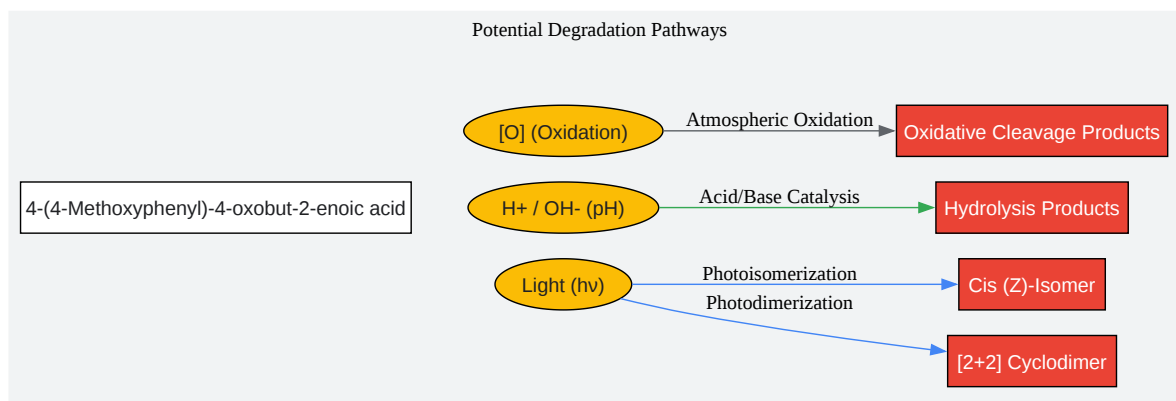 Potential Degradation Pathways
[O] (Oxidation)
Atmospheric Oxidation
Oxidative Cleavage Products
4-(4-Methoxyphenyl)-4-oxobut-2-enoic acid
H+ / OH- (pH)
Acid/Base Catalysis
Hydrolysis Products
Light (hν)
Photoisomerization
Cis (Z)-Isomer
Photodimerization
[2+2] Cyclodimer